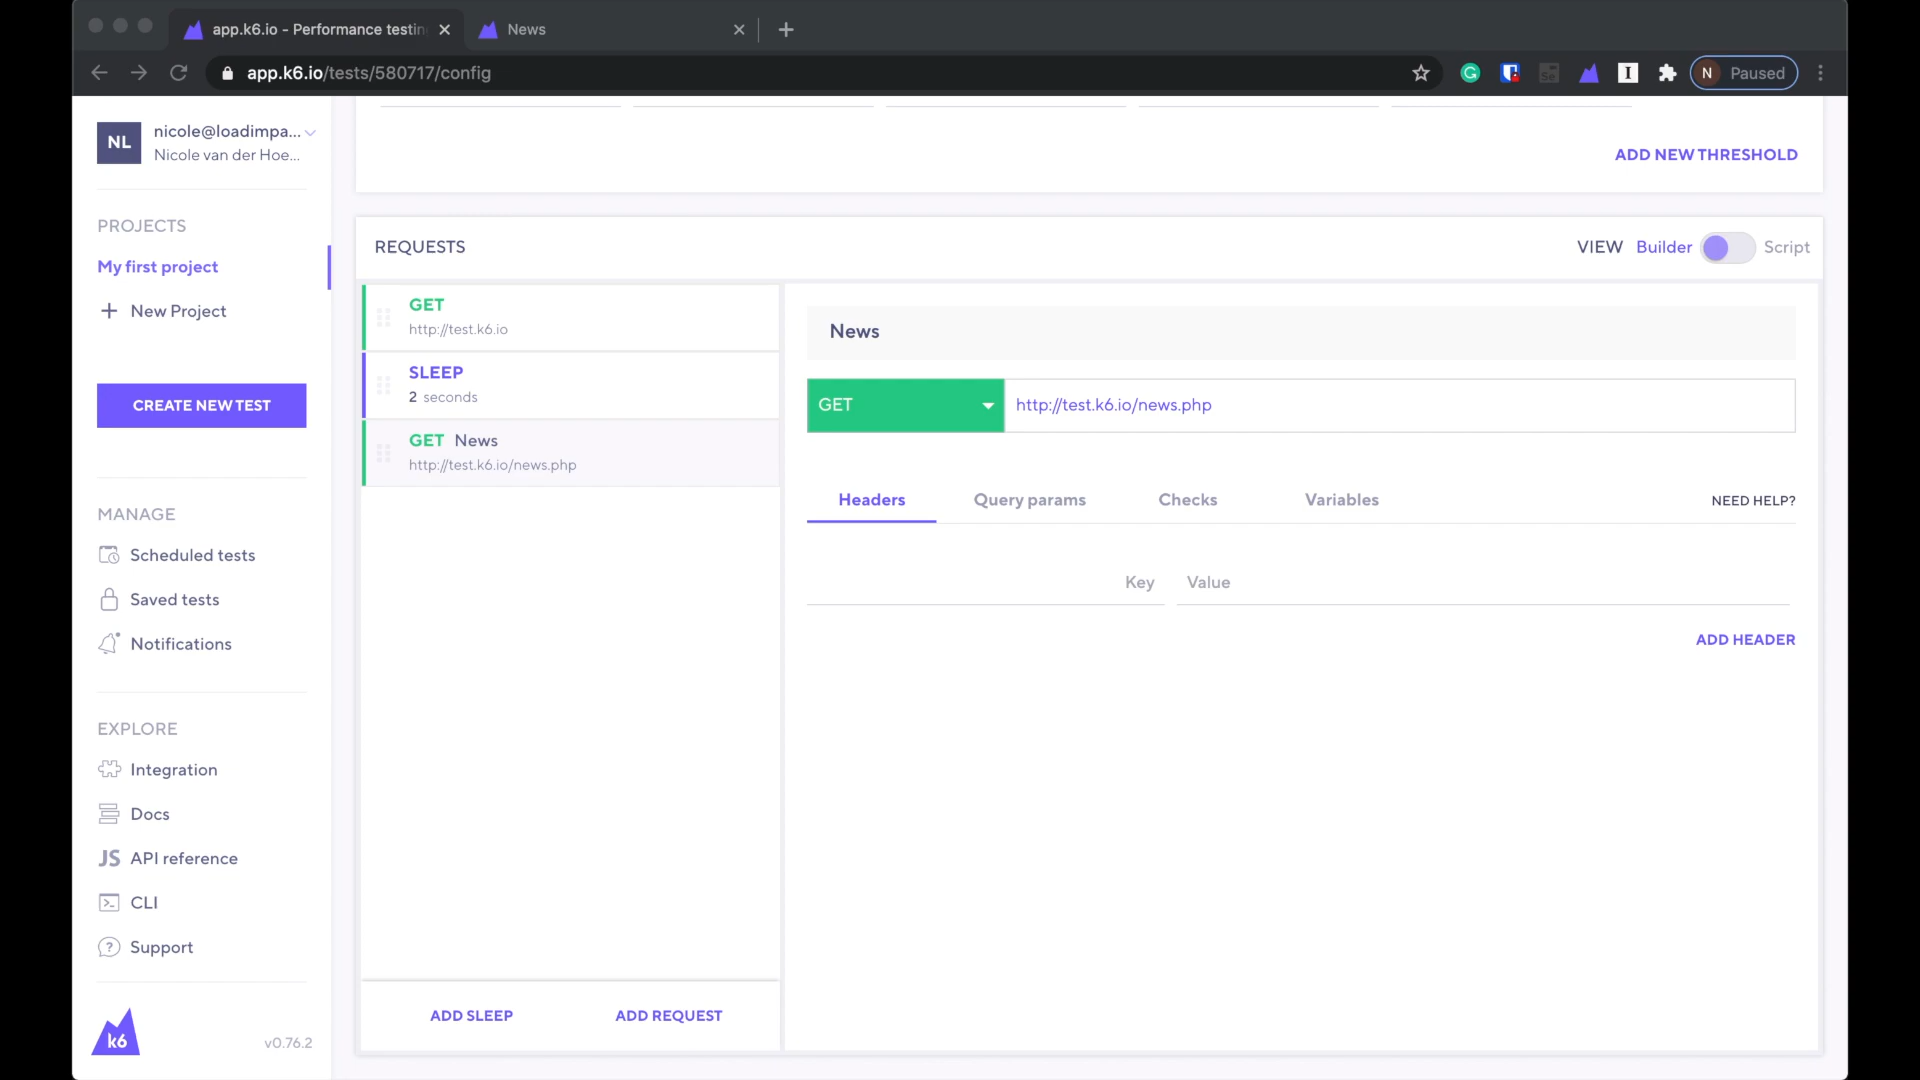 app.k6.io - Performance testin
News
app.k6.io/tests/580717/config
N Paused
NL
nicole@loadimpa...
Nicole van der Hoe...
PROJECTS
My first project
New Project
CREATE NEW TEST
MANAGE
Scheduled tests
Saved tests
Notifications
EXPLORE
Integration
Docs
JS API reference
CLI
Support
k6
v0.76.2
ADD NEW THRESHOLD
REQUESTS
VIEW Builder Script
GET
http://test.k6.io
SLEEP
2 seconds
GET News
http://test.k6.io/news.php
ADD SLEEP
ADD REQUEST
News
GET
http://test.k6.io/news.php
Headers Query params Checks Variables NEED HELP?
Key Value
ADD HEADER